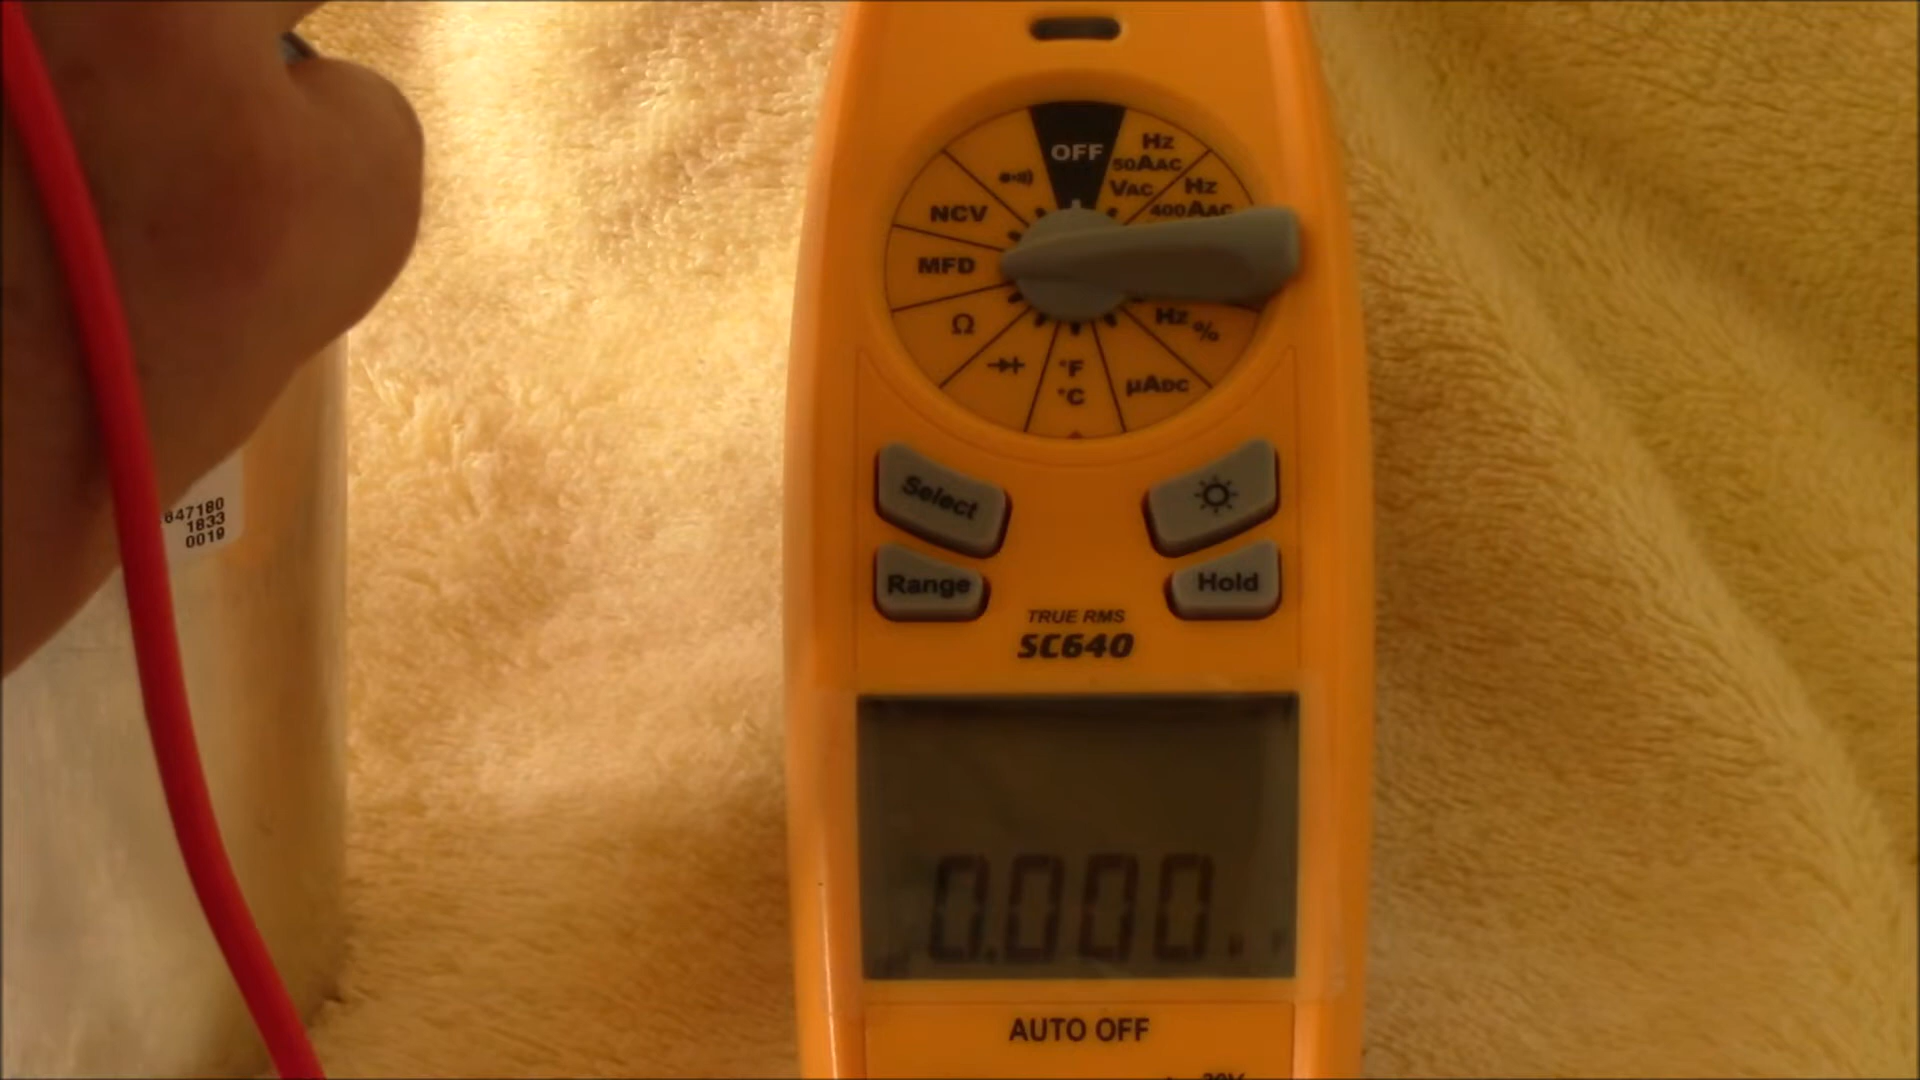 OFF
Hz
50AAC
VAC
Hz
400AAC
NCV
MFD
Ω
Hz %
°F
°C
µADC
Select
Range
Hold
TRUE RMS
SC640
647180
1833
0019
0.000
AUTO OFF